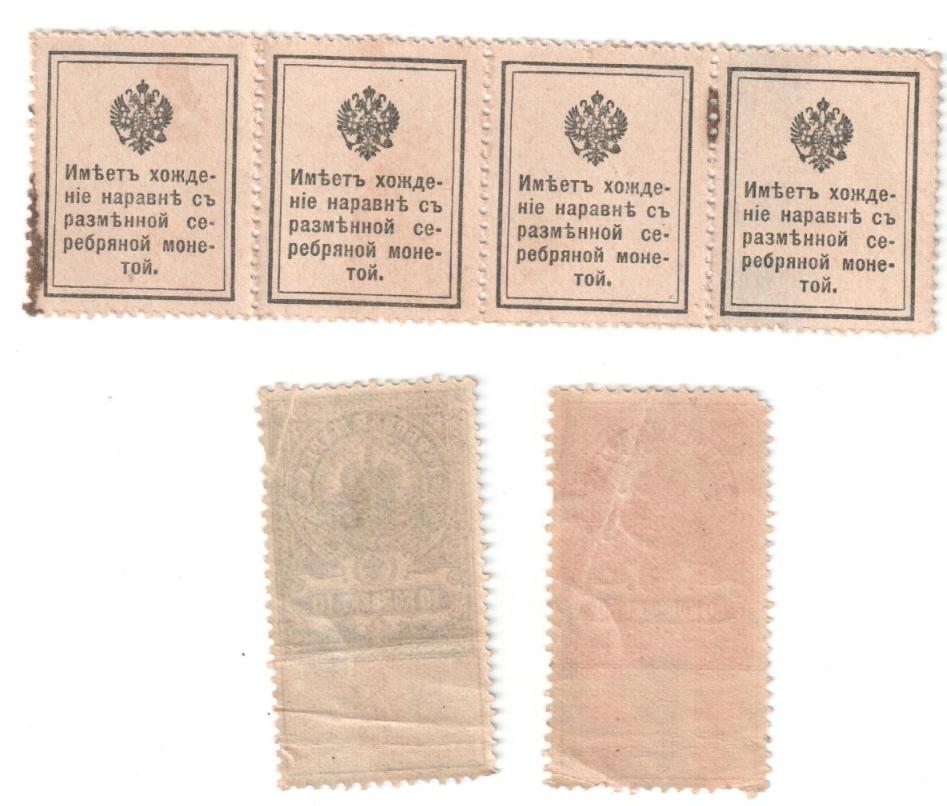 Имѣетъ хожде-
ніе наравнѣ съ
размѣнной се-
ребряной моне-
той.
Имѣетъ хожде-
ніе наравнѣ съ
размѣнной се-
ребряной моне-
той.
Имѣетъ хожде-
ніе наравнѣ съ
размѣнной се-
ребряной моне-
той.
Имѣетъ хожде-
ніе наравнѣ съ
размѣнной се-
ребряной моне-
той.